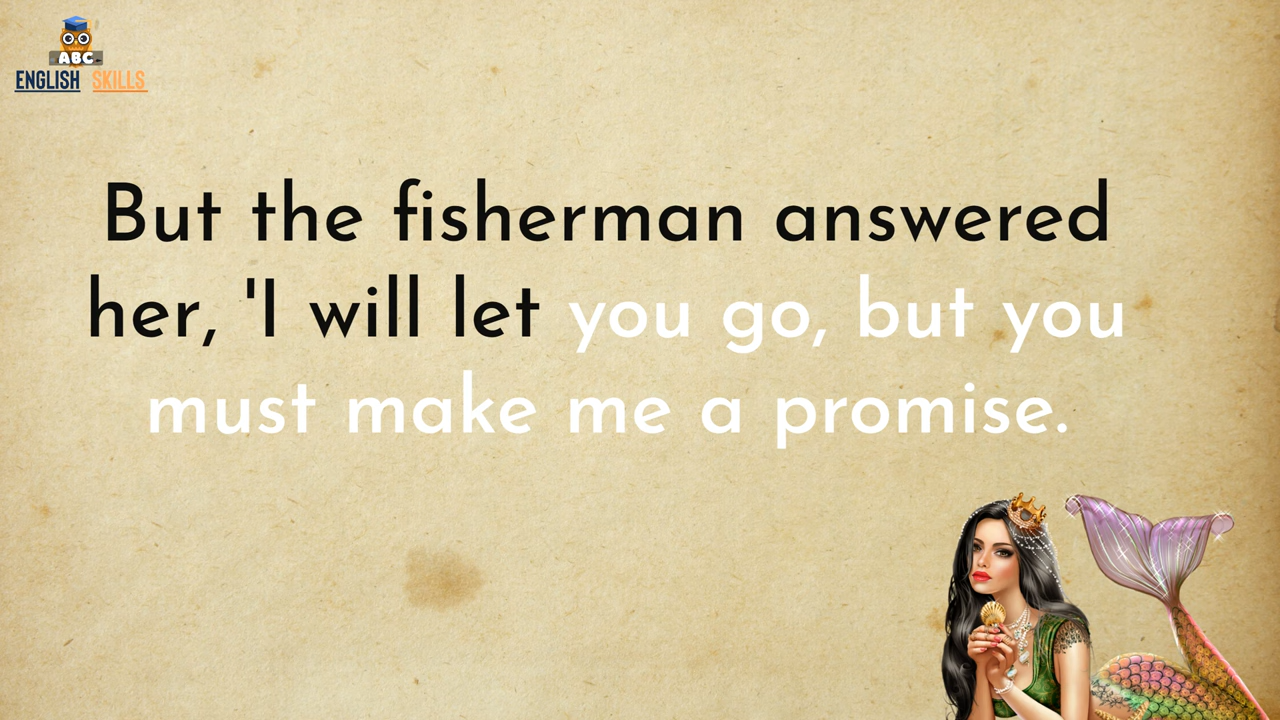 ABC
ENGLISH SKILLS
But the fisherman answered
her, 'I will let you go, but you
must make me a promise.